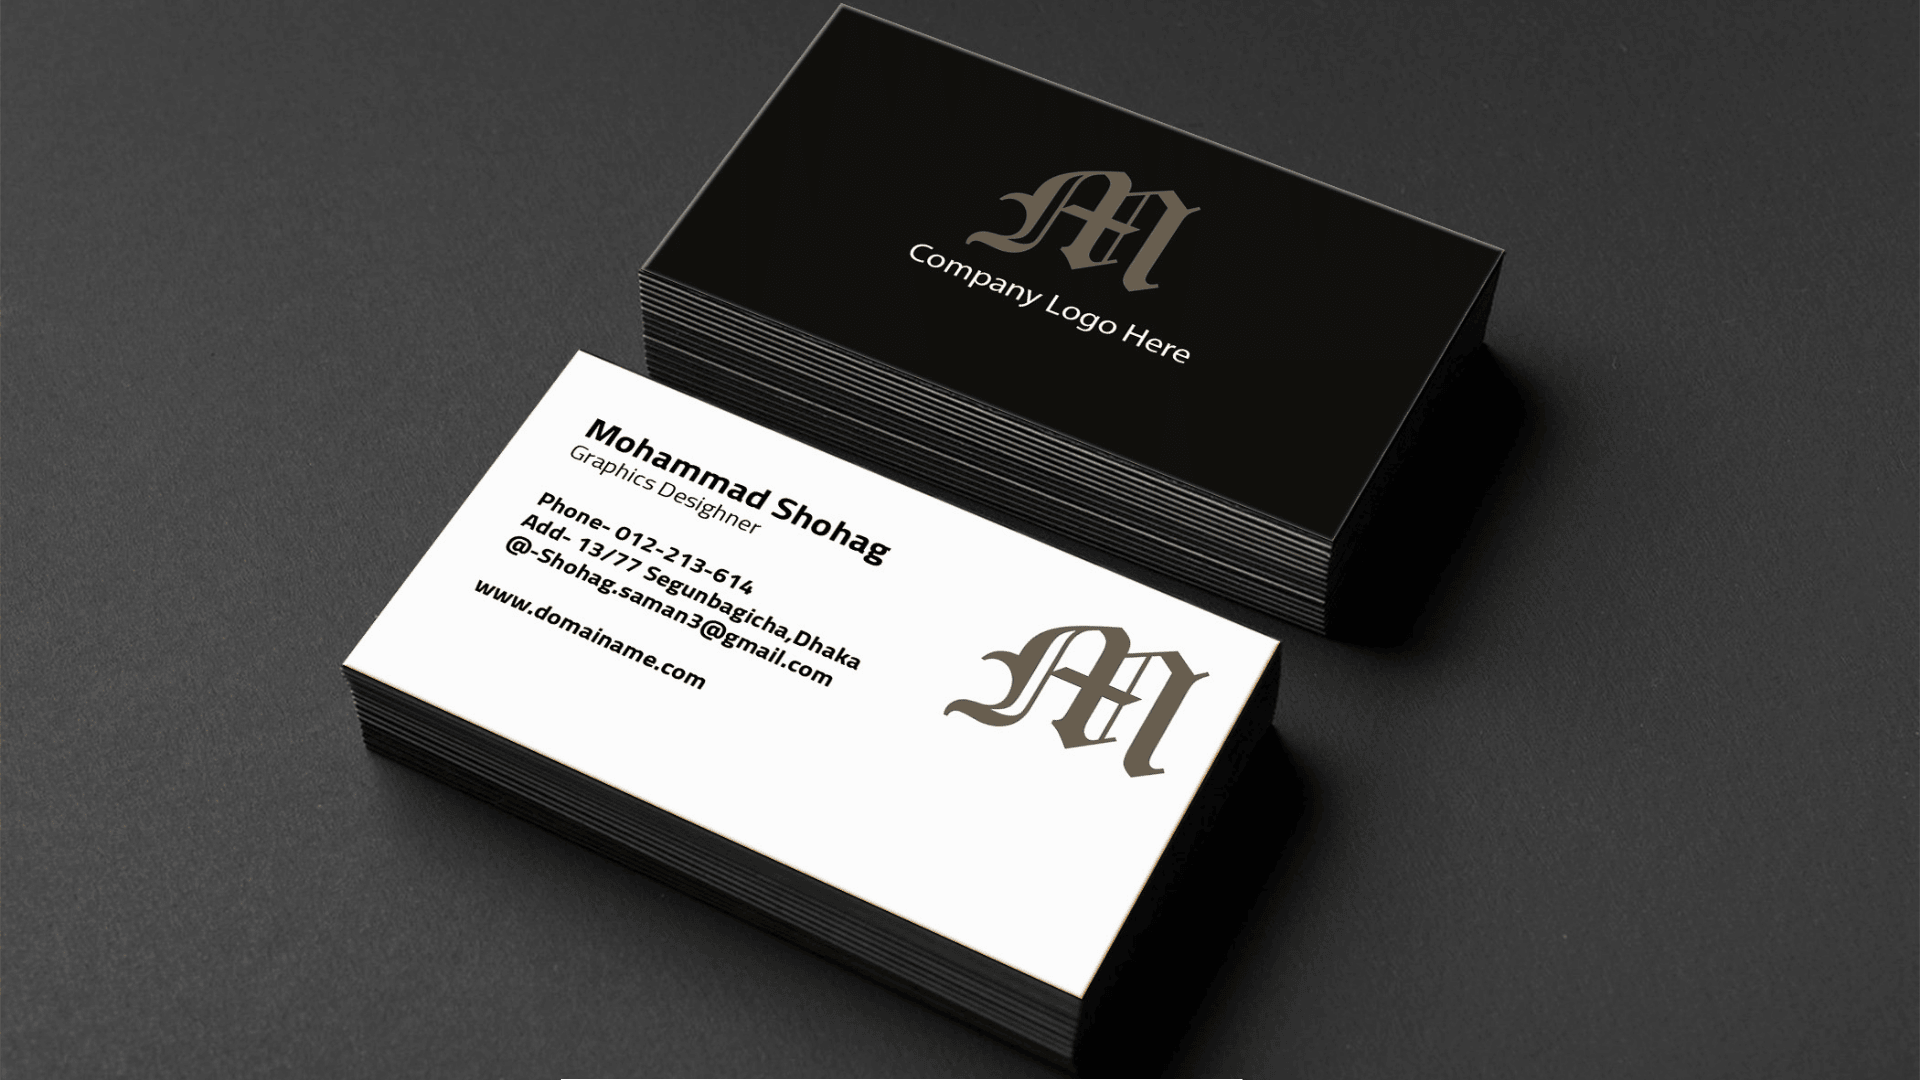 M
Company Logo Here
Mohammad Shohag
Graphics Desighner
Phone- 012-213-614
Add- 13/77 Segunbagicha,Dhaka
@-Shohag.saman3@gmail.com
www.domainame.com
M